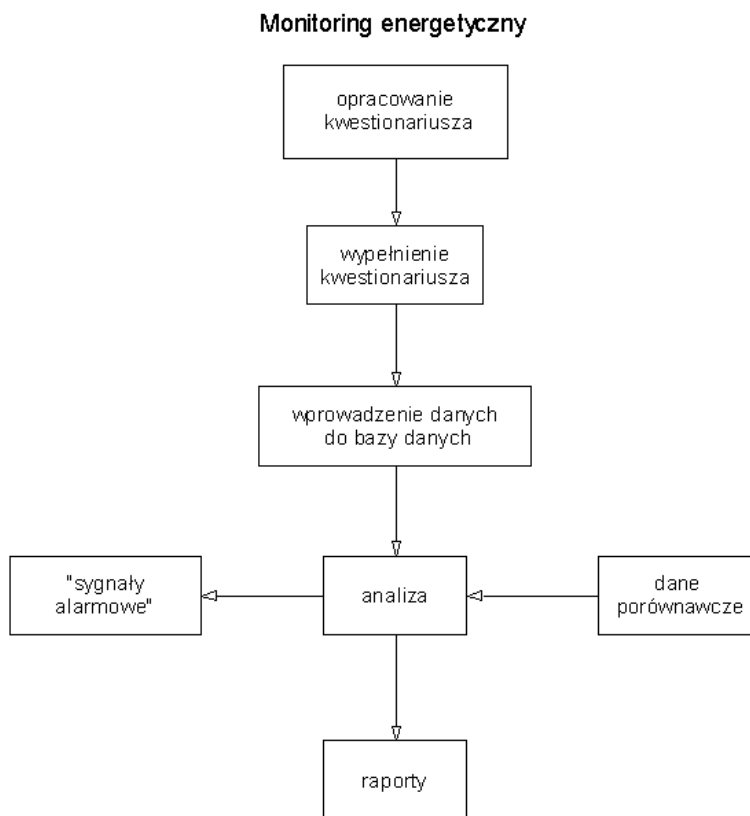 Monitoring energetyczny
opracowanie
kwestionariusza
wypełnienie
kwestionariusza
wprowadzenie danych
do bazy danych
"sygnały
alarmowe"
analiza
dane
porównawcze
raporty